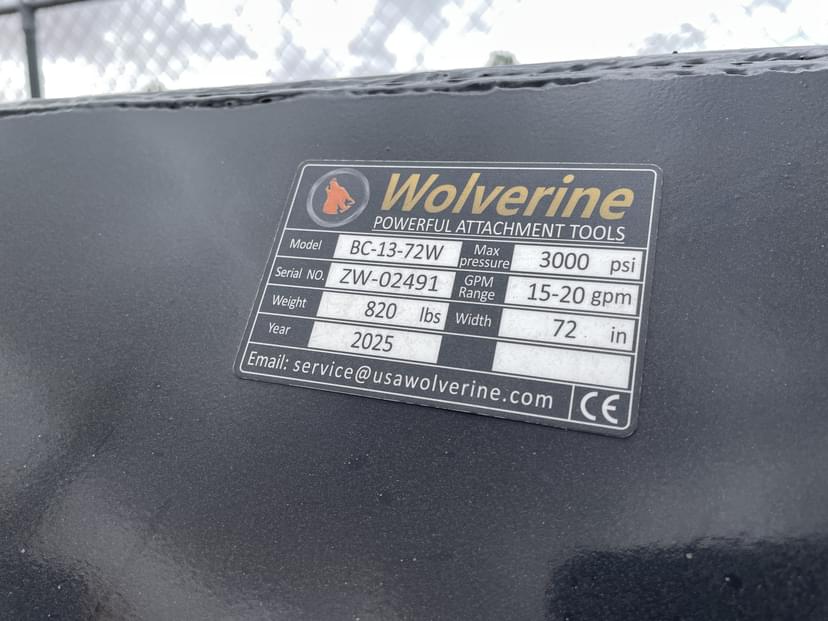 Wolverine
POWERFUL ATTACHMENT TOOLS
Model BC-13-72W Max pressure 3000 psi
Serial NO. ZW-02491 GPM Range 15-20 gpm
Weight 820 lbs Width 72 in
Year 2025
Email: service@usawolverine.com CE